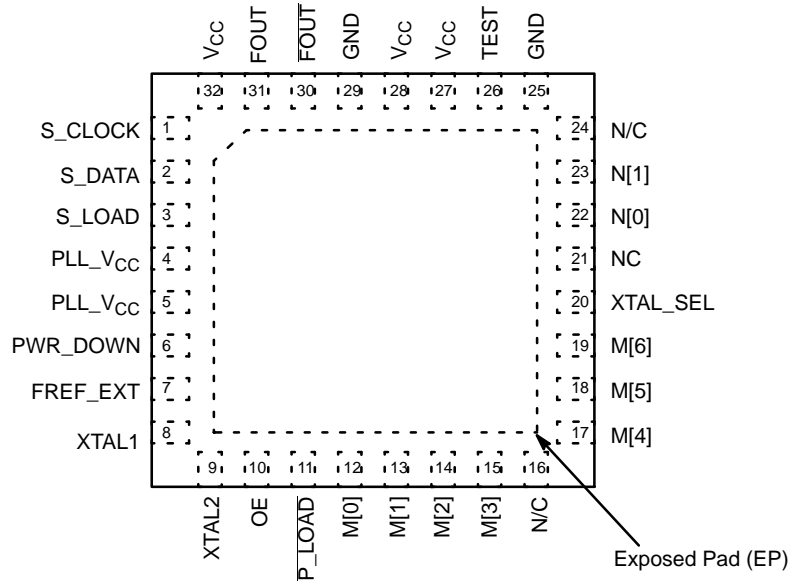 VCC
FOUT
F̅O̅U̅T̅
GND
VCC
VCC
TEST
GND
32 31 30 29 28 27 26 25
S_CLOCK 1
S_DATA 2
S_LOAD 3
PLL_VCC 4
PLL_VCC 5
PWR_DOWN 6
FREF_EXT 7
XTAL1 8
24 N/C
23 N[1]
22 N[0]
21 NC
20 XTAL_SEL
19 M[6]
18 M[5]
17 M[4]
9 10 11 12 13 14 15 16
XTAL2
OE
P̅_̅L̅O̅A̅D̅
M[0]
M[1]
M[2]
M[3]
N/C
Exposed Pad (EP)